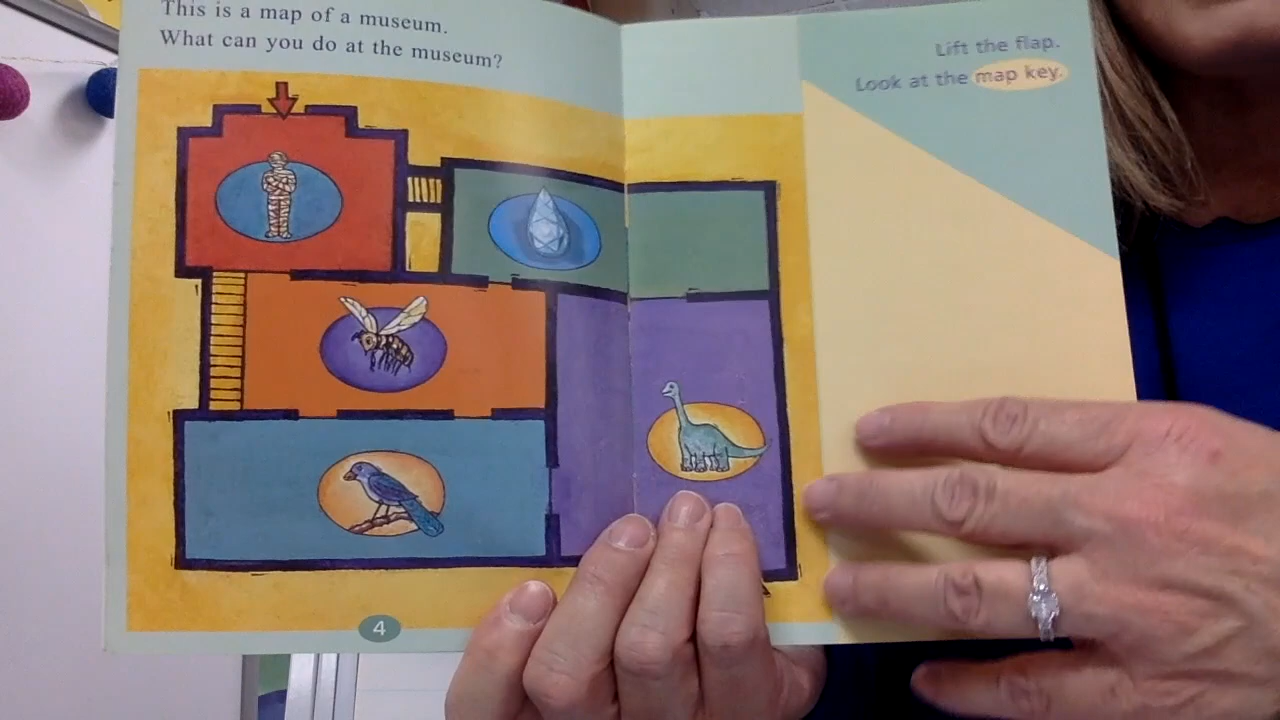 This is a map of a museum.
What can you do at the museum?
Lift the flap.
Look at the map key.
4